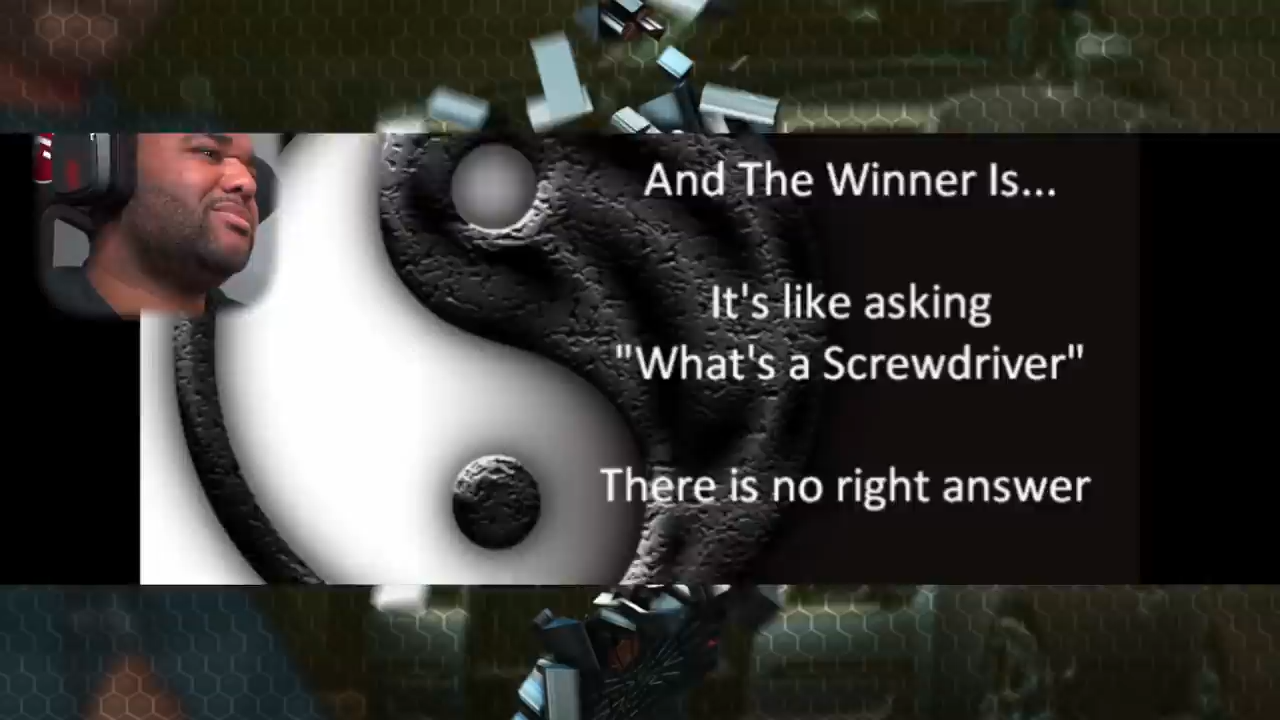 And The Winner Is...
It's like asking
"What's a Screwdriver"
There is no right answer